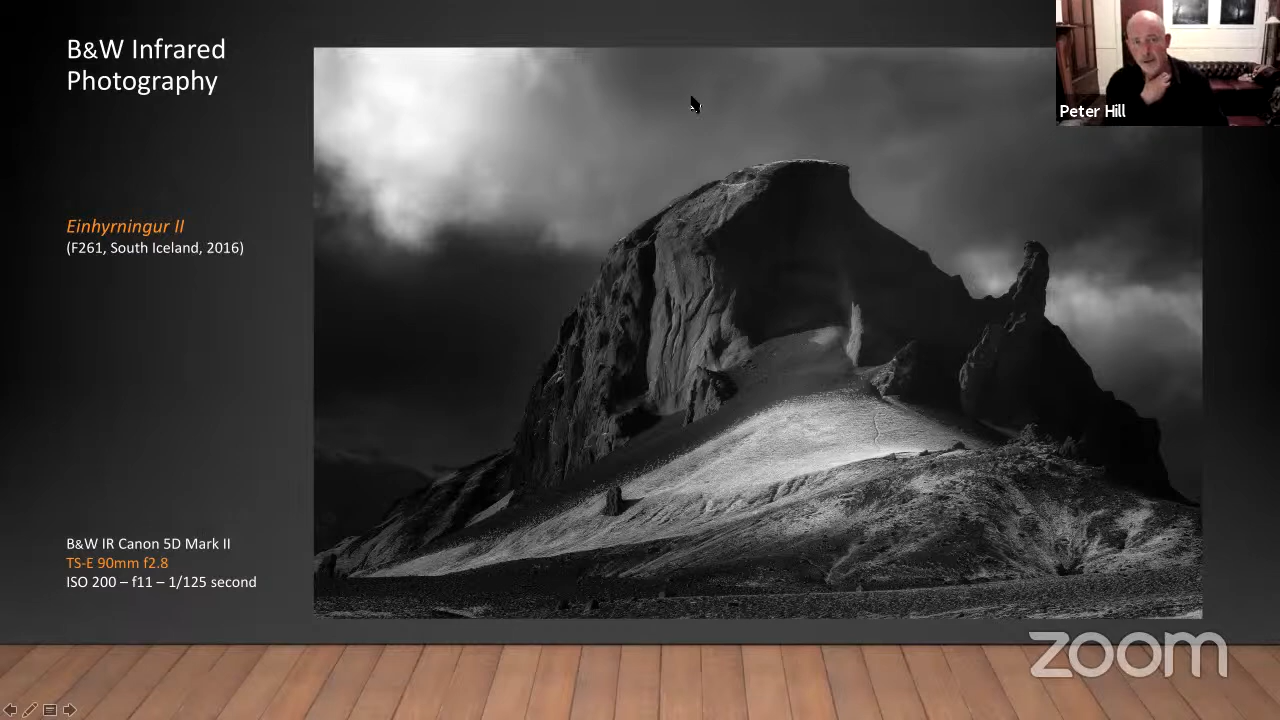 B&W Infrared
Photography
Peter Hill
Einhyrningur II
(F261, South Iceland, 2016)
B&W IR Canon 5D Mark II
TS-E 90mm f2.8
ISO 200 – f11 – 1/125 second
zoom